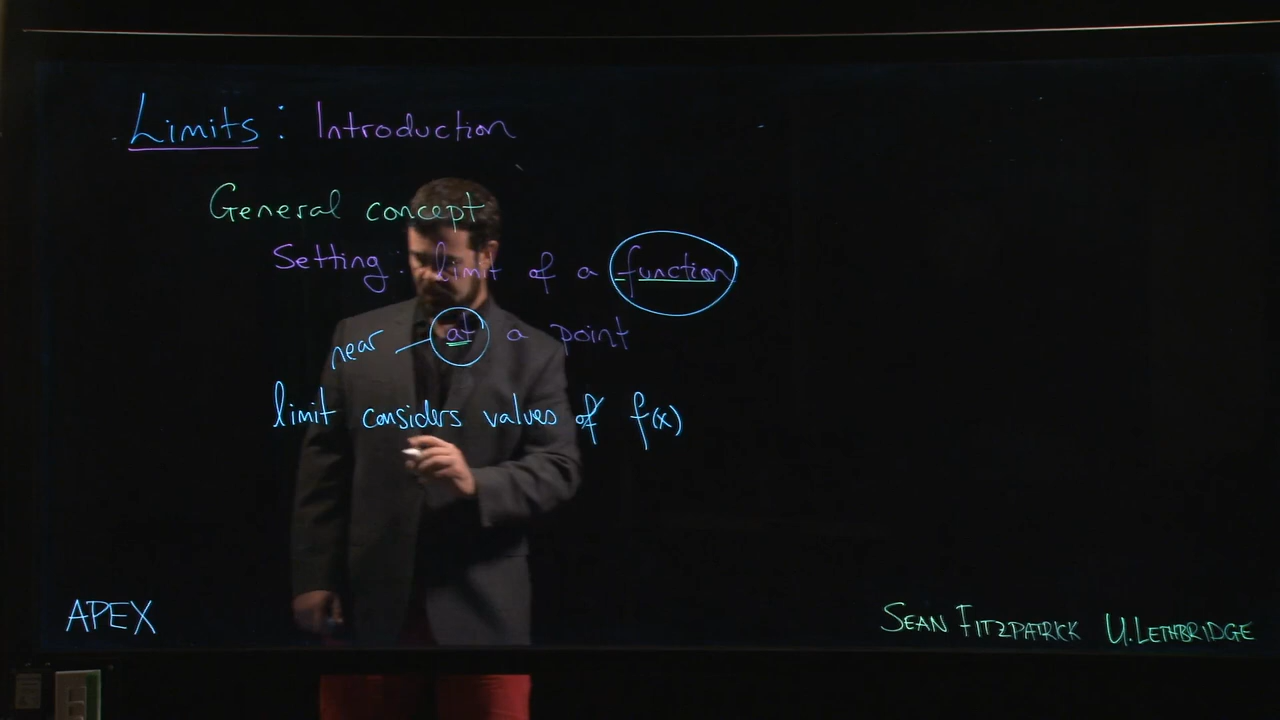 Limits: Introduction
General concept
Setting: limit of a function
near at a point
limit considers values of f(x)
APEX
SEAN FITZPATRICK U. LETHBRIDGE